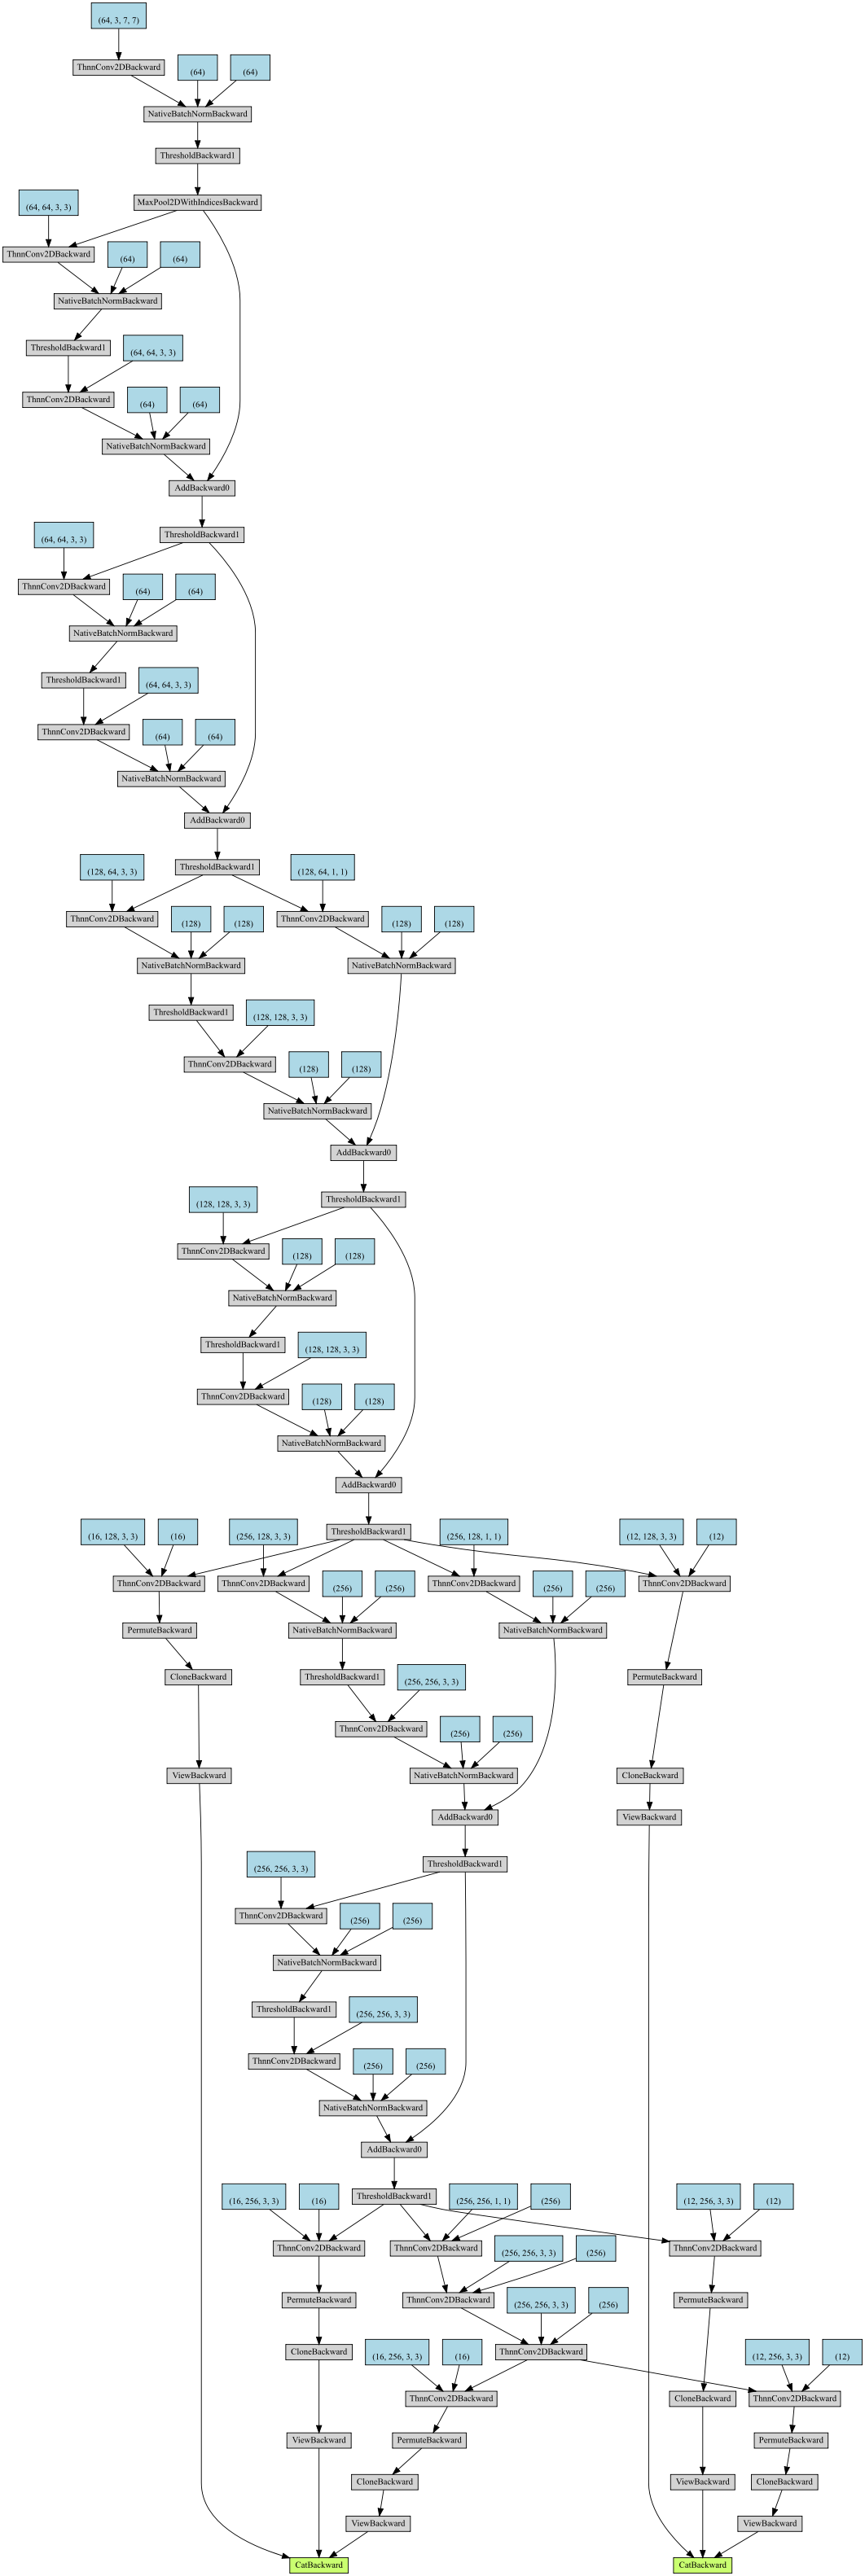 (64, 3, 7, 7)
ThnnConv2DBackward
(64)
(64)
NativeBatchNormBackward
ThresholdBackward1
MaxPool2DWithIndicesBackward
(64, 64, 3, 3)
ThnnConv2DBackward
(64)
(64)
NativeBatchNormBackward
ThresholdBackward1
(64, 64, 3, 3)
ThnnConv2DBackward
(64)
(64)
NativeBatchNormBackward
AddBackward0
ThresholdBackward1
(64, 64, 3, 3)
ThnnConv2DBackward
(64)
(64)
NativeBatchNormBackward
ThresholdBackward1
(64, 64, 3, 3)
ThnnConv2DBackward
(64)
(64)
NativeBatchNormBackward
AddBackward0
ThresholdBackward1
(128, 64, 3, 3)
(128, 64, 1, 1)
ThnnConv2DBackward
(128)
(128)
ThnnConv2DBackward
(128)
(128)
NativeBatchNormBackward
NativeBatchNormBackward
ThresholdBackward1
(128, 128, 3, 3)
ThnnConv2DBackward
(128)
(128)
NativeBatchNormBackward
AddBackward0
ThresholdBackward1
(128, 128, 3, 3)
ThnnConv2DBackward
(128)
(128)
NativeBatchNormBackward
ThresholdBackward1
(128, 128, 3, 3)
ThnnConv2DBackward
(128)
(128)
NativeBatchNormBackward
AddBackward0
ThresholdBackward1
(16, 128, 3, 3)
(16)
(256, 128, 3, 3)
(256, 128, 1, 1)
(12, 128, 3, 3)
(12)
ThnnConv2DBackward
ThnnConv2DBackward
(256)
(256)
ThnnConv2DBackward
(256)
(256)
ThnnConv2DBackward
PermuteBackward
NativeBatchNormBackward
NativeBatchNormBackward
CloneBackward
ThresholdBackward1
(256, 256, 3, 3)
PermuteBackward
ThnnConv2DBackward
(256)
(256)
ViewBackward
NativeBatchNormBackward
CloneBackward
AddBackward0
ViewBackward
ThresholdBackward1
(256, 256, 3, 3)
ThnnConv2DBackward
(256)
(256)
NativeBatchNormBackward
ThresholdBackward1
(256, 256, 3, 3)
ThnnConv2DBackward
(256)
(256)
NativeBatchNormBackward
AddBackward0
ThresholdBackward1
(16, 256, 3, 3)
(16)
(256, 256, 1, 1)
(256)
(12, 256, 3, 3)
(12)
ThnnConv2DBackward
ThnnConv2DBackward
(256, 256, 3, 3)
(256)
ThnnConv2DBackward
PermuteBackward
ThnnConv2DBackward
(256, 256, 3, 3)
(256)
PermuteBackward
CloneBackward
(16, 256, 3, 3)
(16)
ThnnConv2DBackward
(12, 256, 3, 3)
(12)
ThnnConv2DBackward
CloneBackward
ThnnConv2DBackward
ViewBackward
PermuteBackward
PermuteBackward
CloneBackward
ViewBackward
CloneBackward
ViewBackward
ViewBackward
CatBackward
CatBackward